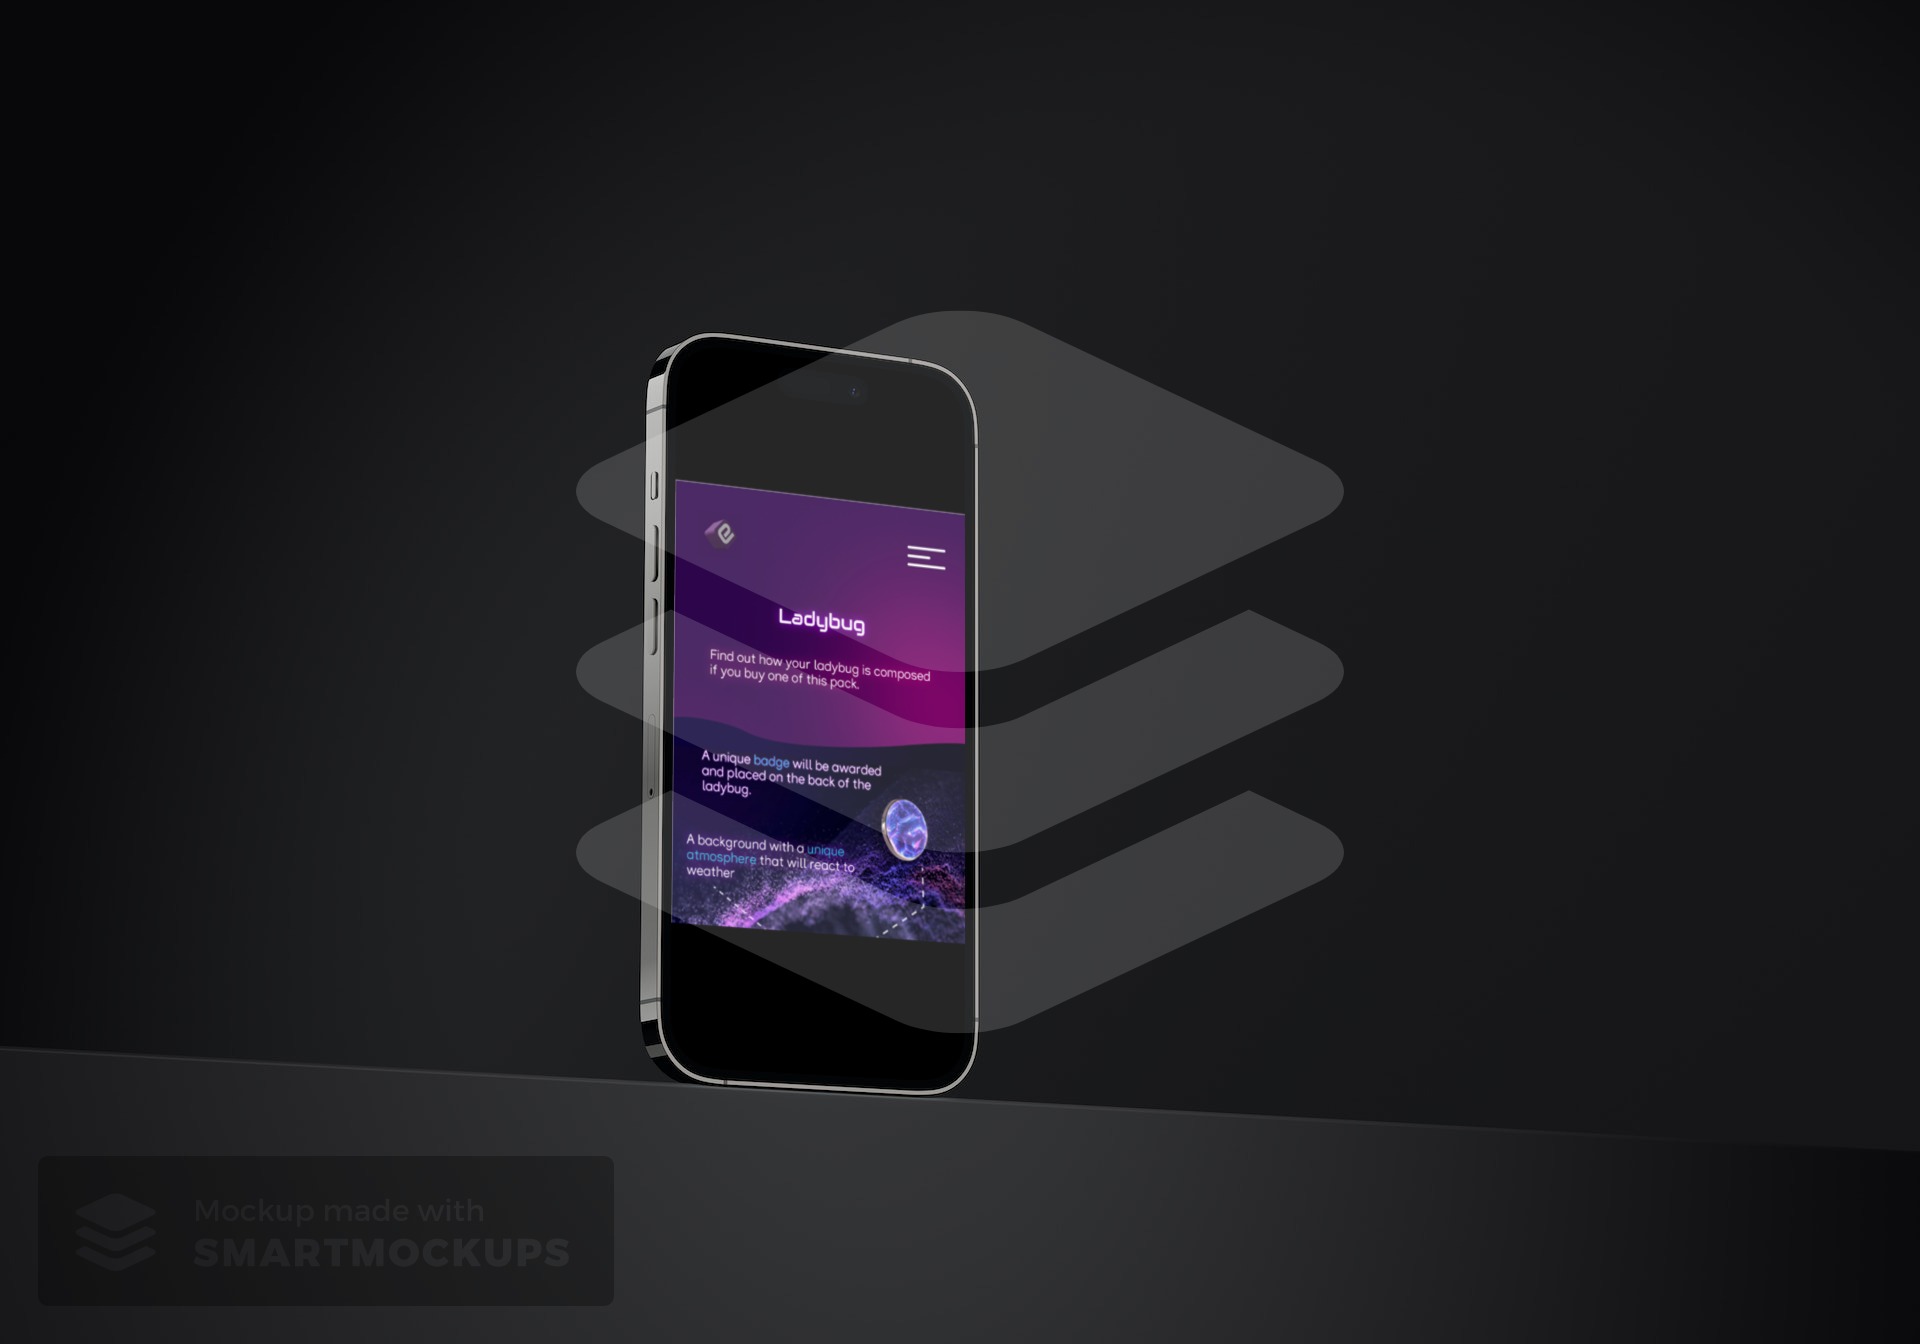 Ladybug
Find out how your ladybug is composed
if you buy one of this pack.
A unique badge will be awarded
and placed on the back of the
ladybug.
A background with a unique
atmosphere that will react to
weather
Mockup made with
SMARTMOCKUPS